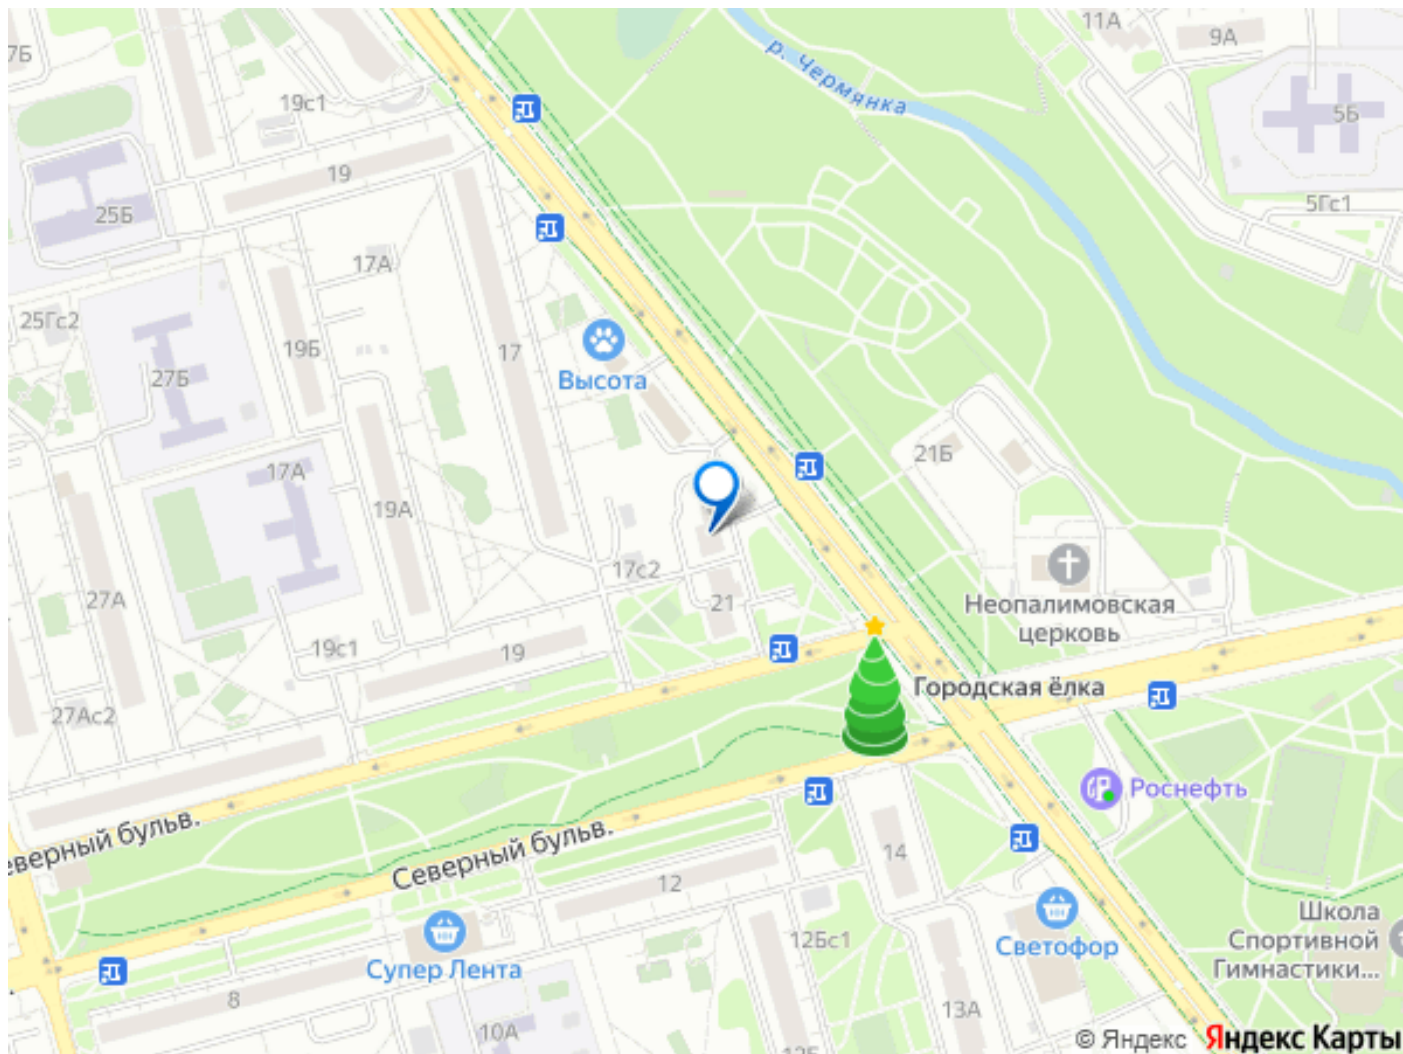 11А
9А
7Б
р. Чермянка
19с1
5Б
19
25Б
5Гс1
17А
25Гс2
19Б
17
27Б
Высота
21Б
17А
19А
17с2
27А
21
Неопалимовская
церковь
19с1
19
Городская ёлка
27Ас2
Роснефть
еверный бульв.
Северный бульв.
14
12
Школа
Спортивной
Гимнастики...
12Бс1
Светофор
Супер Лента
8
13А
10А
12Б
© Яндекс Яндекс Карты